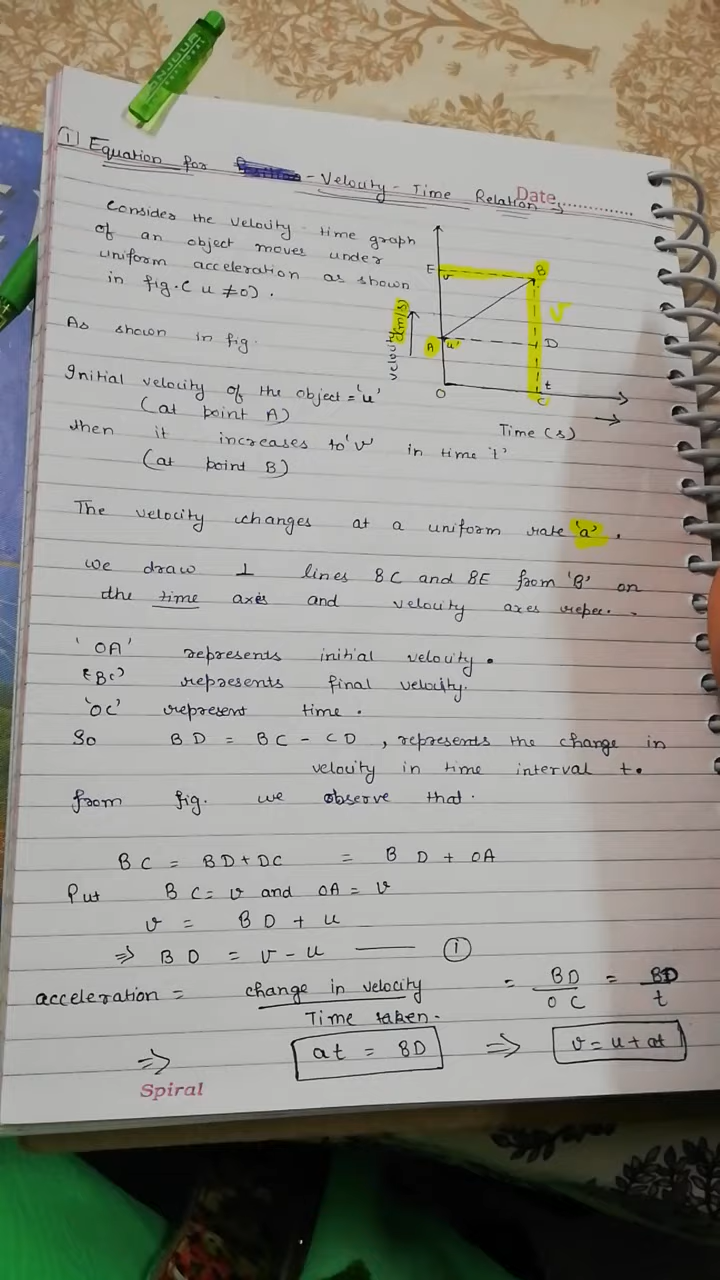 ANJOUR
① Equation for - Velocity - Time Relation
Date..............
Consider the velocity - time graph
of an object moves under
uniform acceleration as shown
in fig. ( u ≠ 0 ) .
As shown in fig.
Initial velocity of the object = 'u'
(at point A)
then it increases to 'v' in time 't'
(at point B)
E
v
B
v
A
u'
D
O
t
C
velocity (m/s)
Time (s)
The velocity changes at a uniform rate 'a' .
we draw ⊥ lines BC and BE from 'B' on
the time axis and velocity axes
'OA' represents initial velocity.
'BC' represents final velocity.
'OC' represent time .
So BD = BC - CD , represents the change in
velocity in time interval t.
from fig. we observe that.
BC = BD + DC = BD + OA
Put BC = v and OA = v
v = BD + u
⇒ BD = v - u —— ①
acceleration = change in velocity / Time taken. = BD / OC = BD / t
⇒ at = BD ⇒ v = u + at
Spiral